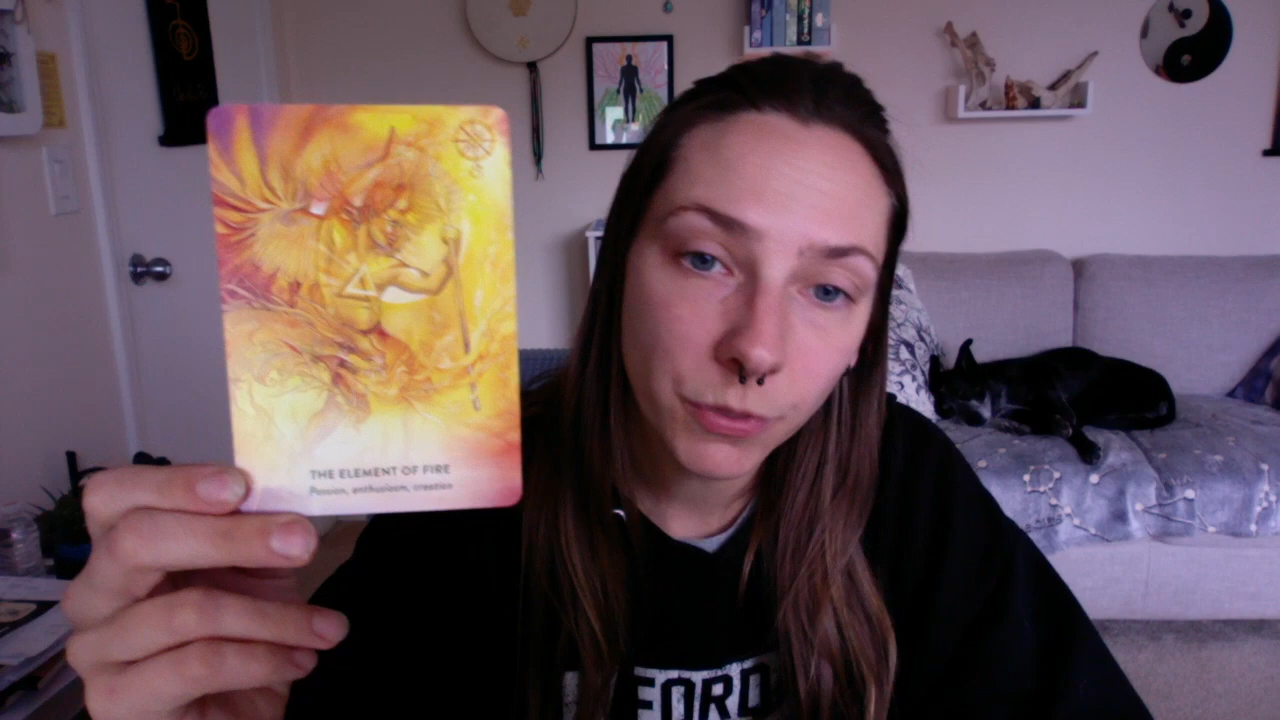 THE ELEMENT OF FIRE
Passion, enthusiasm, creation
FORD